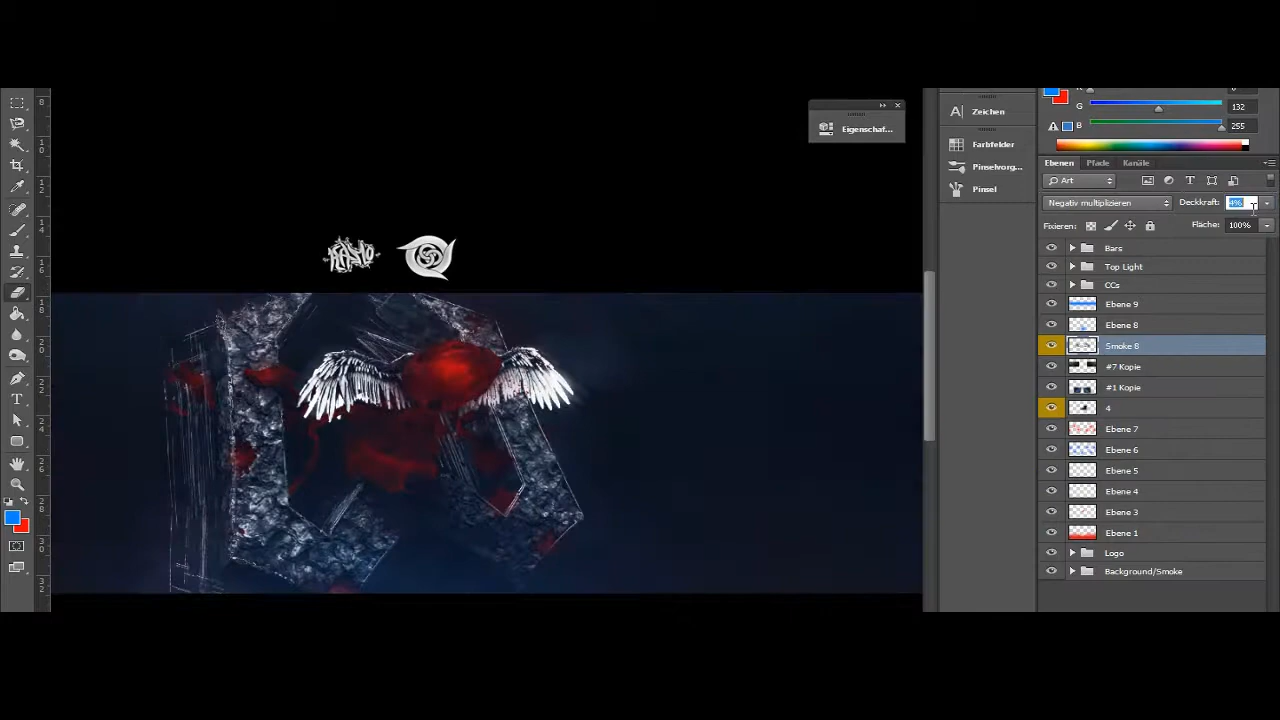 Zeichen
Eigenschaf...
Farbfelder
Pinselvorg...
Pinsel
G 132
B 255
Ebenen Pfade Kanäle
Art
Negativ multiplizieren Deckkraft: 4%
Fixieren: Fläche: 100%
Bars
Top Light
CCs
Ebene 9
Ebene 8
Smoke 8
#7 Kopie
#1 Kopie
4
Ebene 7
Ebene 6
Ebene 5
Ebene 4
Ebene 3
Ebene 1
Logo
Background/Smoke